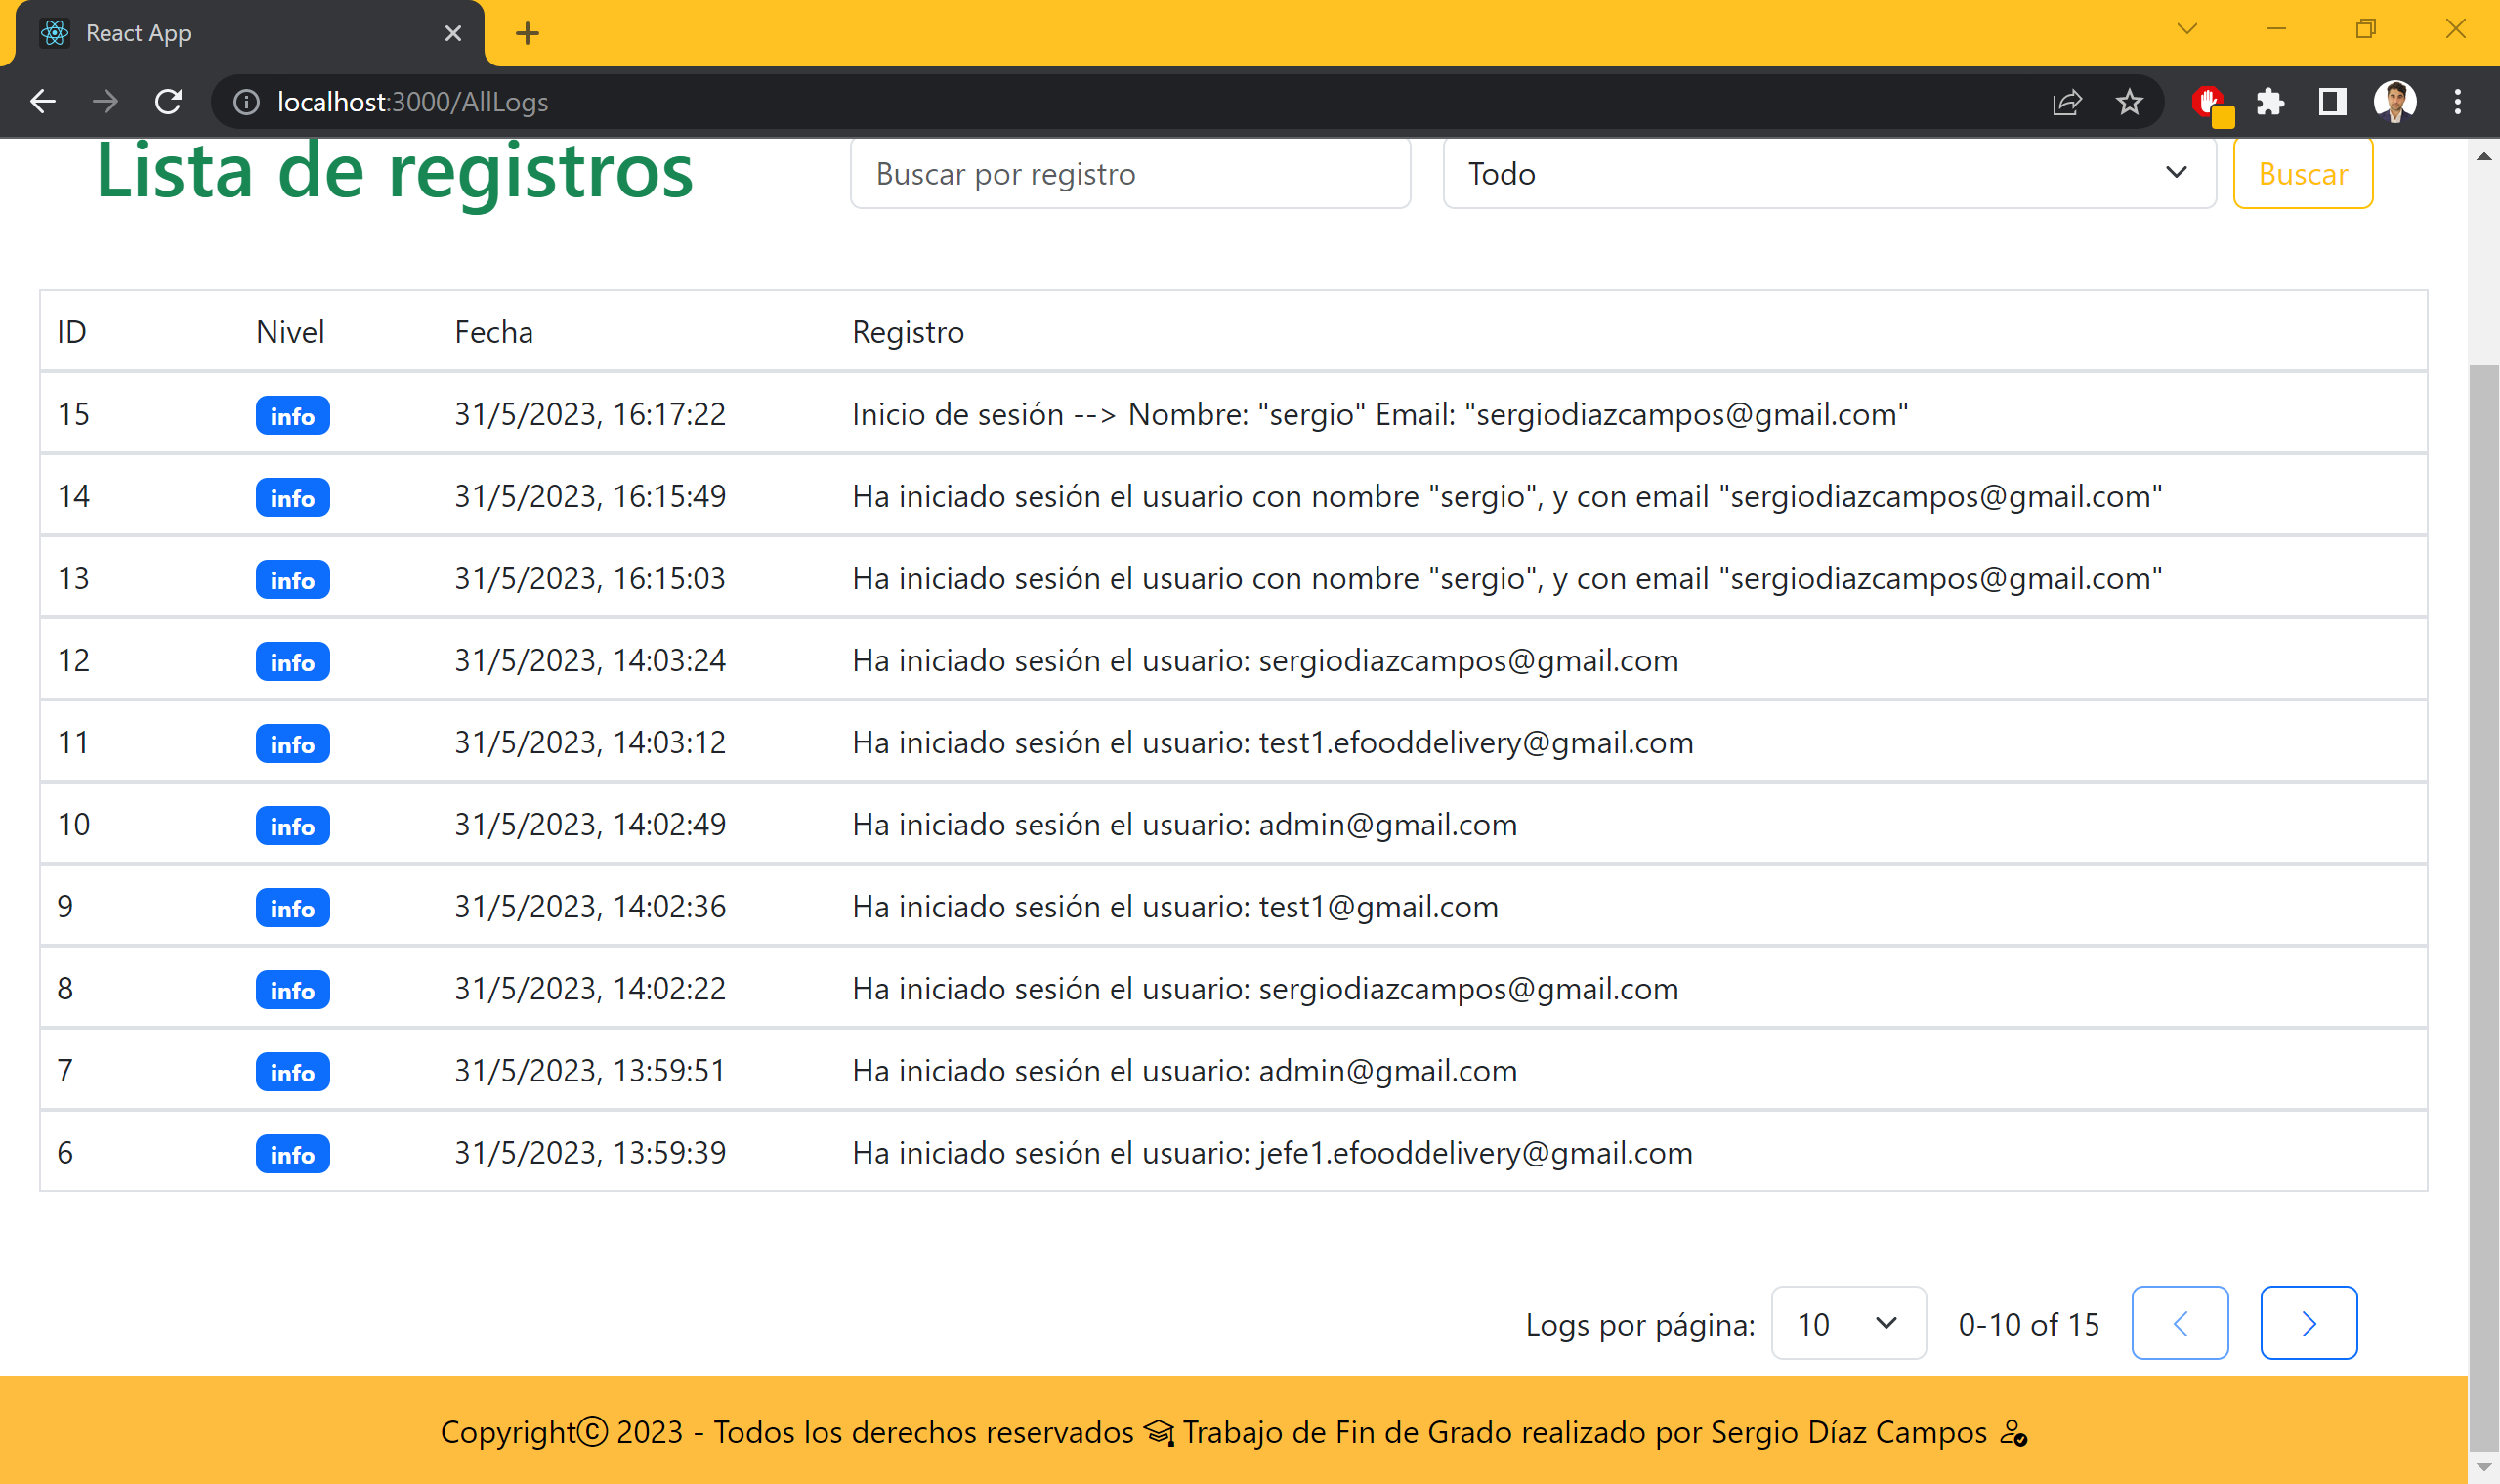 React App
localhost:3000/AllLogs
Lista de registros Buscar por registro Todo Buscar
ID Nivel Fecha Registro
15 info 31/5/2023, 16:17:22 Inicio de sesión --> Nombre: "sergio" Email: "sergiodiazcampos@gmail.com"
14 info 31/5/2023, 16:15:49 Ha iniciado sesión el usuario con nombre "sergio", y con email "sergiodiazcampos@gmail.com"
13 info 31/5/2023, 16:15:03 Ha iniciado sesión el usuario con nombre "sergio", y con email "sergiodiazcampos@gmail.com"
12 info 31/5/2023, 14:03:24 Ha iniciado sesión el usuario: sergiodiazcampos@gmail.com
11 info 31/5/2023, 14:03:12 Ha iniciado sesión el usuario: test1.efooddelivery@gmail.com
10 info 31/5/2023, 14:02:49 Ha iniciado sesión el usuario: admin@gmail.com
9 info 31/5/2023, 14:02:36 Ha iniciado sesión el usuario: test1@gmail.com
8 info 31/5/2023, 14:02:22 Ha iniciado sesión el usuario: sergiodiazcampos@gmail.com
7 info 31/5/2023, 13:59:51 Ha iniciado sesión el usuario: admin@gmail.com
6 info 31/5/2023, 13:59:39 Ha iniciado sesión el usuario: jefe1.efooddelivery@gmail.com
Logs por página: 10 0-10 of 15
Copyright© 2023 - Todos los derechos reservados Trabajo de Fin de Grado realizado por Sergio Díaz Campos